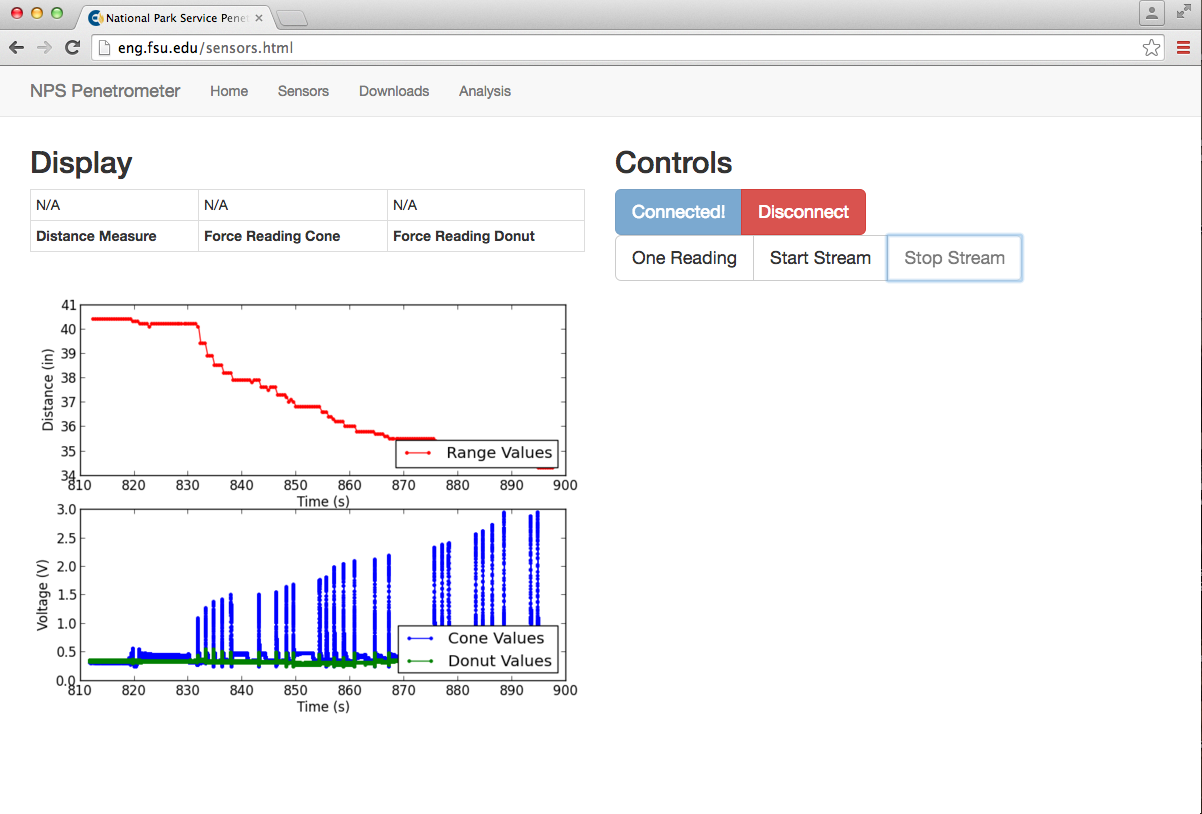 National Park Service Pene
eng.fsu.edu/sensors.html
NPS Penetrometer Home Sensors Downloads Analysis
Display
N/A N/A N/A
Distance Measure Force Reading Cone Force Reading Donut
Controls
Connected! Disconnect
One Reading Start Stream Stop Stream
41
40
39
38
37
36
35
34
Distance (in)
Range Values
810 820 830 840 850 860 870 880 890 900
Time (s)
3.0
2.5
2.0
1.5
1.0
0.5
0.0
Voltage (V)
Cone Values
Donut Values
810 820 830 840 850 860 870 880 890 900
Time (s)